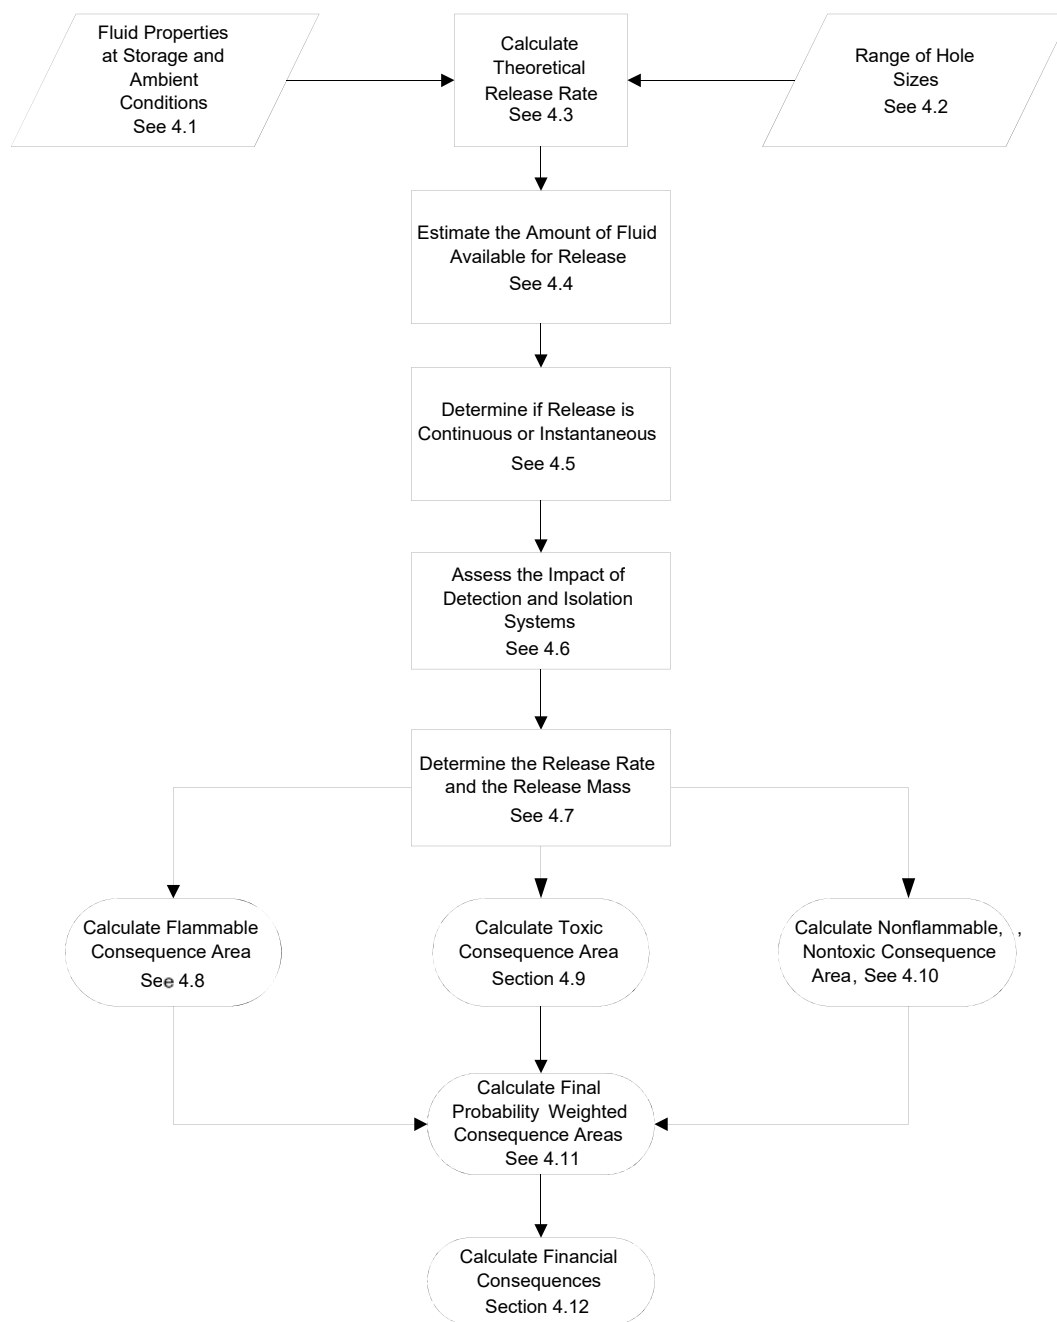 Fluid Properties
at Storage and
Ambient
Conditions
See 4.1
Calculate
Theoretical
Release Rate
See 4.3
Range of Hole
Sizes
See 4.2
Estimate the Amount of Fluid
Available for Release
See 4.4
Determine if Release is
Continuous or Instantaneous
See 4.5
Assess the Impact of
Detection and Isolation
Systems
See 4.6
Determine the Release Rate
and the Release Mass
See 4.7
Calculate Flammable
Consequence Area
See 4.8
Calculate Toxic
Consequence Area
Section 4.9
Calculate Nonflammable, ,
Nontoxic Consequence
Area, See 4.10
Calculate Final
Probability Weighted
Consequence Areas
See 4.11
Calculate Financial
Consequences
Section 4.12